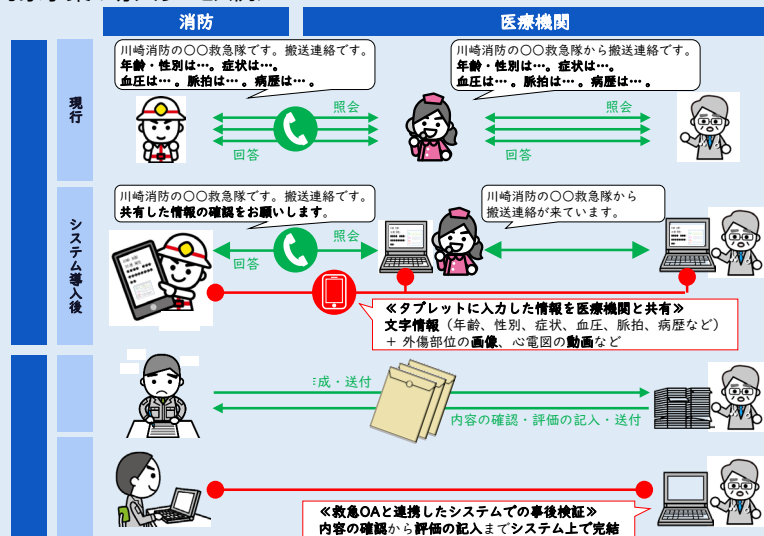 消防
医療機関
現行
川崎消防の〇〇救急隊です。搬送連絡です。
年齢・性別は…。症状は…。
血圧は…。脈拍は…。病歴は…。
川崎消防の〇〇救急隊から搬送連絡です。
年齢・性別は…。症状は…。
血圧は…。脈拍は…。病歴は…。
照会
回答
照会
回答
システム導入後
川崎消防の〇〇救急隊です。搬送連絡です。
共有した情報の確認をお願いします。
川崎消防の〇〇救急隊から
搬送連絡が来ています。
照会
回答
≪タブレットに入力した情報を医療機関と共有≫
文字情報（年齢、性別、症状、血圧、脈拍、病歴など）
＋ 外傷部位の画像、心電図の動画など
成・送付
内容の確認・評価の記入・送付
≪救急OAと連携したシステムでの事後検証≫
内容の確認から評価の記入までシステム上で完結